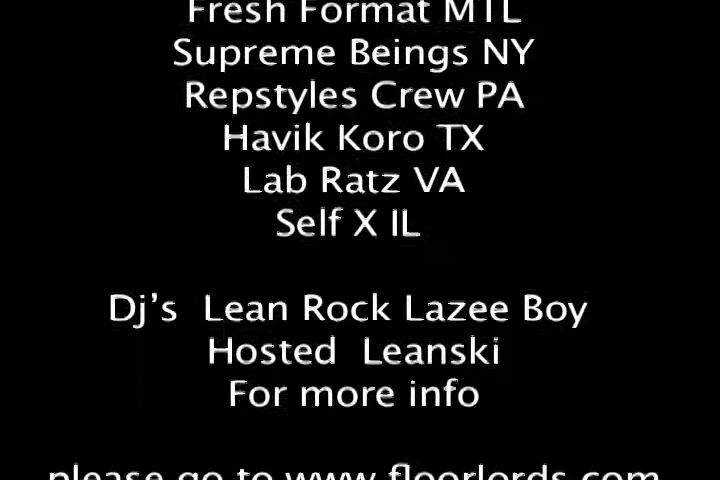 Fresh Format MTL
Supreme Beings NY
Repstyles Crew PA
Havik Koro TX
Lab Ratz VA
Self X IL
Dj’s  Lean Rock Lazee Boy
Hosted  Leanski
For more info
please go to www.floorlords.com